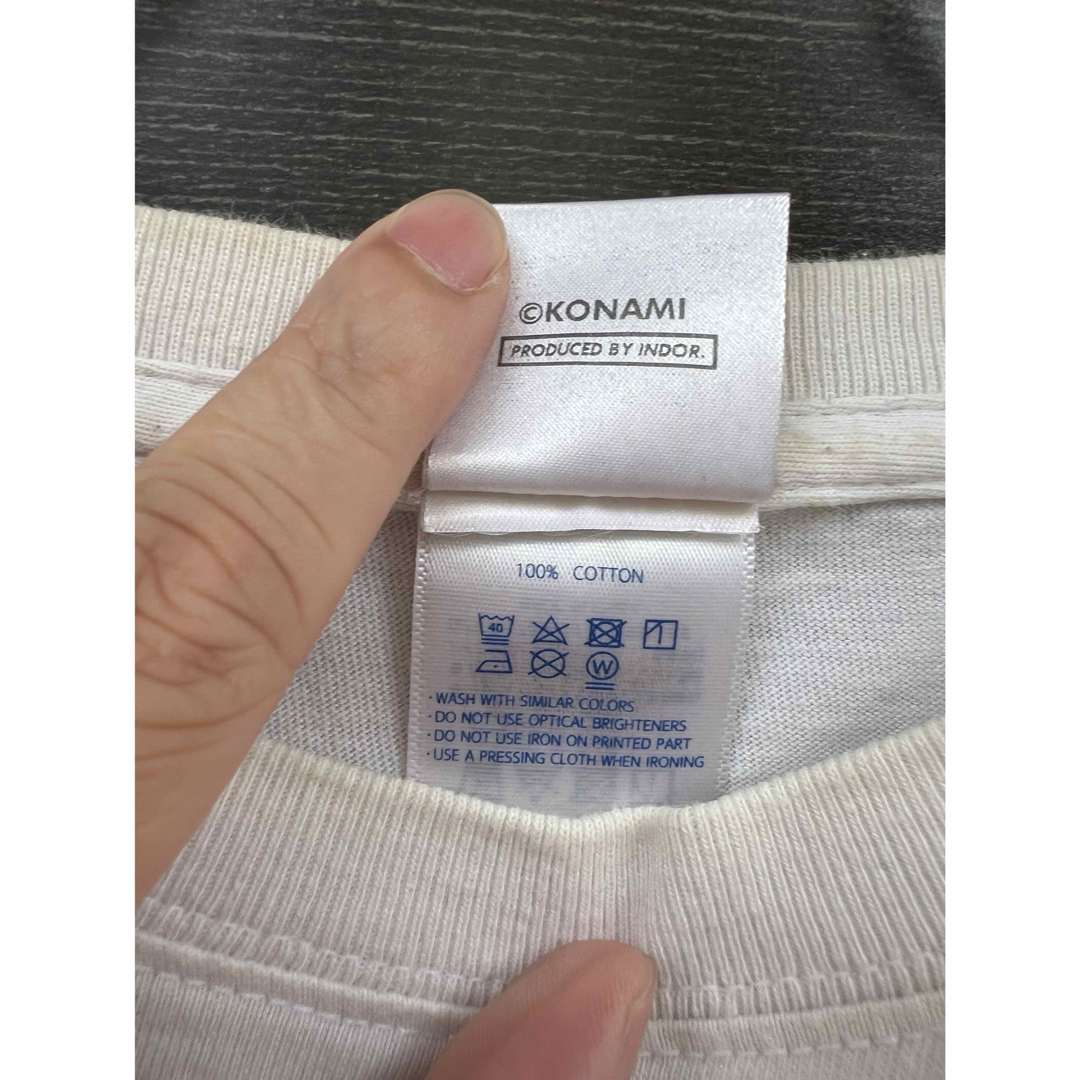 ©KONAMI
PRODUCED BY INDOR.
100% COTTON
40
W
· WASH WITH SIMILAR COLORS
· DO NOT USE OPTICAL BRIGHTENERS
· DO NOT USE IRON ON PRINTED PART
· USE A PRESSING CLOTH WHEN IRONING